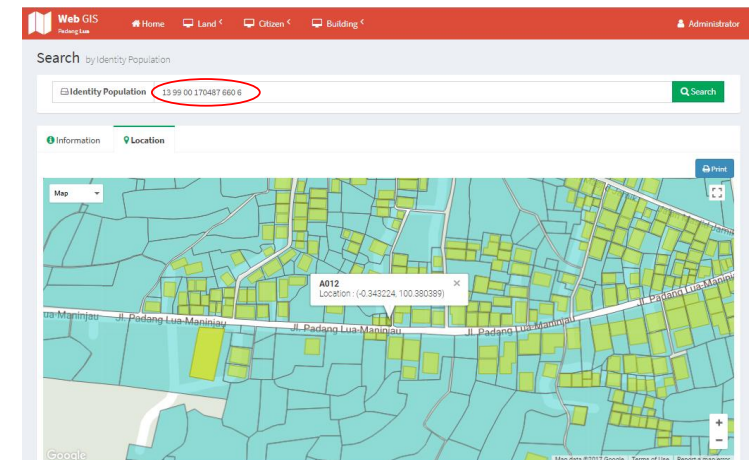 Web GIS
Padang Lua
Home
Land
Citizen
Building
Administrator
Search by Identity Population
Identity Population
13 99 00 170487 660 6
Search
Information
Location
Print
Map
A012
Location : (-0.343224, 100.380389)
ua-Maninjau
Jl. Padang Lua-Maninjau
Jl. Padang Lua-Maninjau
Jl. Padang Lua-Maninjau
Jl. Padang Lua-Maninjau
+
−
Google
Map data ©2017 Google
Terms of Use
Report a map error